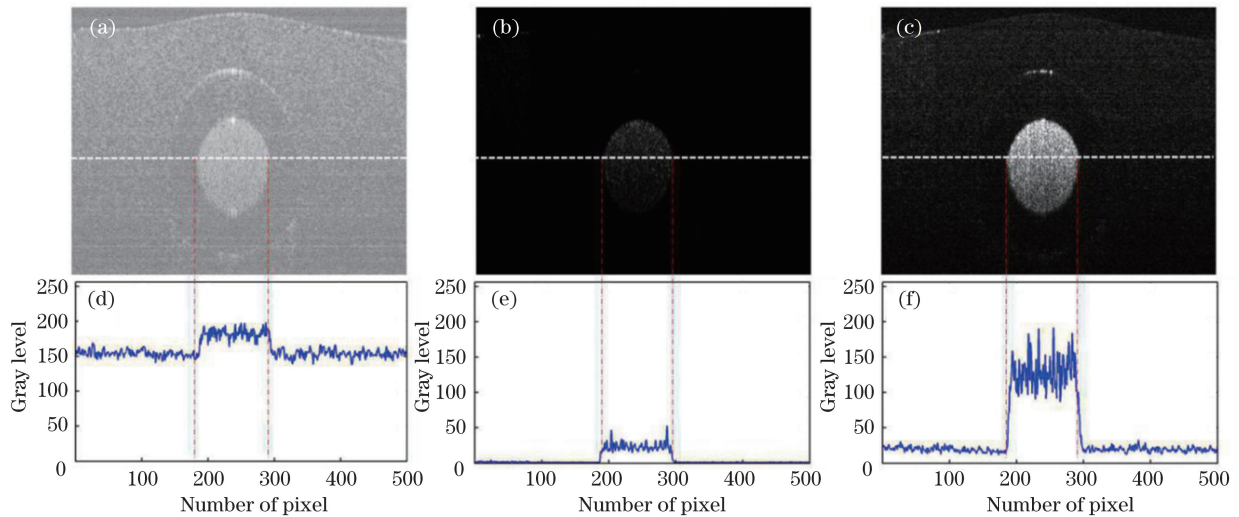 (a) (b) (c)
(d) (e) (f)
250 250 250
200 200 200
150 150 150
100 100 100
50 50 50
0 0 0
Gray level Gray level Gray level
100 200 300 400 500 100 200 300 400 500 100 200 300 400 500
Number of pixel Number of pixel Number of pixel